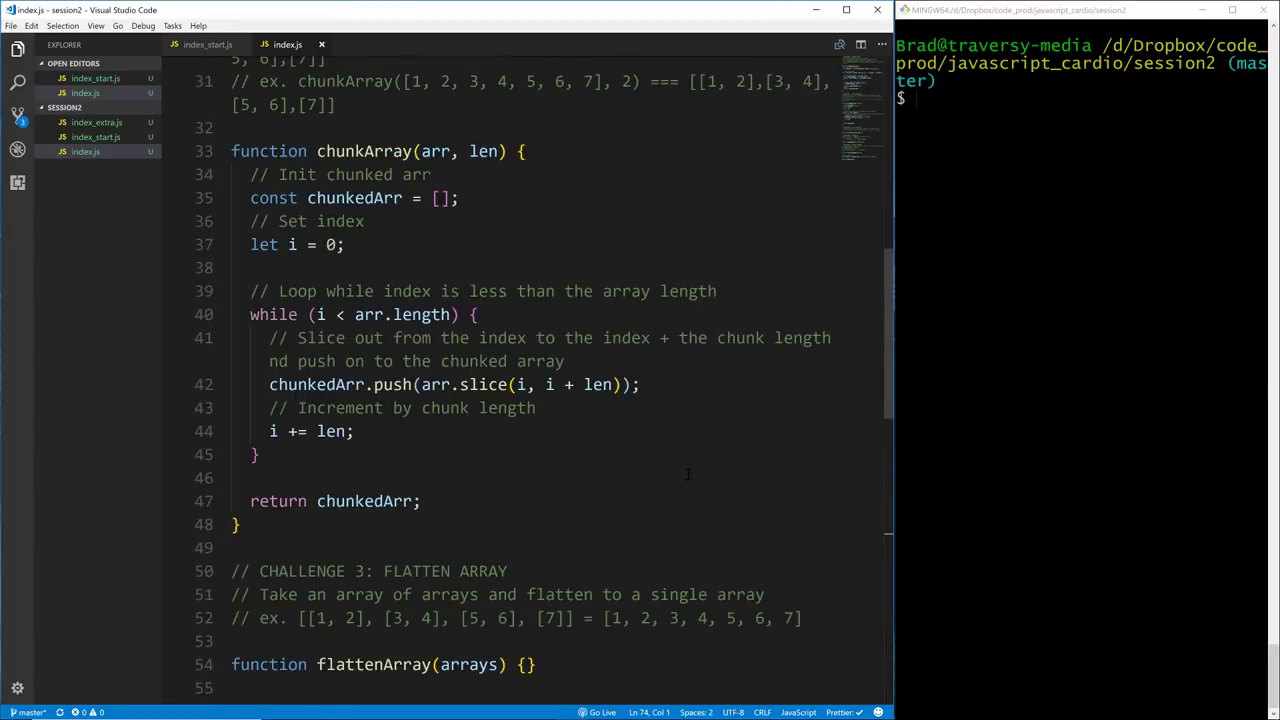 index.js - session2 - Visual Studio Code
File Edit Selection View Go Debug Tasks Help
EXPLORER
OPEN EDITORS
index_start.js U
index.js U
SESSION2
index_extra.js U
index_start.js U
index.js U
3
index_start.js index.js
5, 6],[7]]
31 // ex. chunkArray([1, 2, 3, 4, 5, 6, 7], 2) === [[1, 2],[3, 4],
[5, 6],[7]]
32
33 function chunkArray(arr, len) {
34 // Init chunked arr
35 const chunkedArr = [];
36 // Set index
37 let i = 0;
38
39 // Loop while index is less than the array length
40 while (i < arr.length) {
41 // Slice out from the index to the index + the chunk length
nd push on to the chunked array
42 chunkedArr.push(arr.slice(i, i + len));
43 // Increment by chunk length
44 i += len;
45 }
46
47 return chunkedArr;
48 }
49
50 // CHALLENGE 3: FLATTEN ARRAY
51 // Take an array of arrays and flatten to a single array
52 // ex. [[1, 2], [3, 4], [5, 6], [7]] = [1, 2, 3, 4, 5, 6, 7]
53
54 function flattenArray(arrays) {}
55
master* 0 0 Go Live Ln 74, Col 1 Spaces: 2 UTF-8 CRLF JavaScript Prettier: ✓
MINGW64:/d/Dropbox/code_prod/javascript_cardio/session2
Brad@traversy-media /d/Dropbox/code_
prod/javascript_cardio/session2 (mas
ter)
$